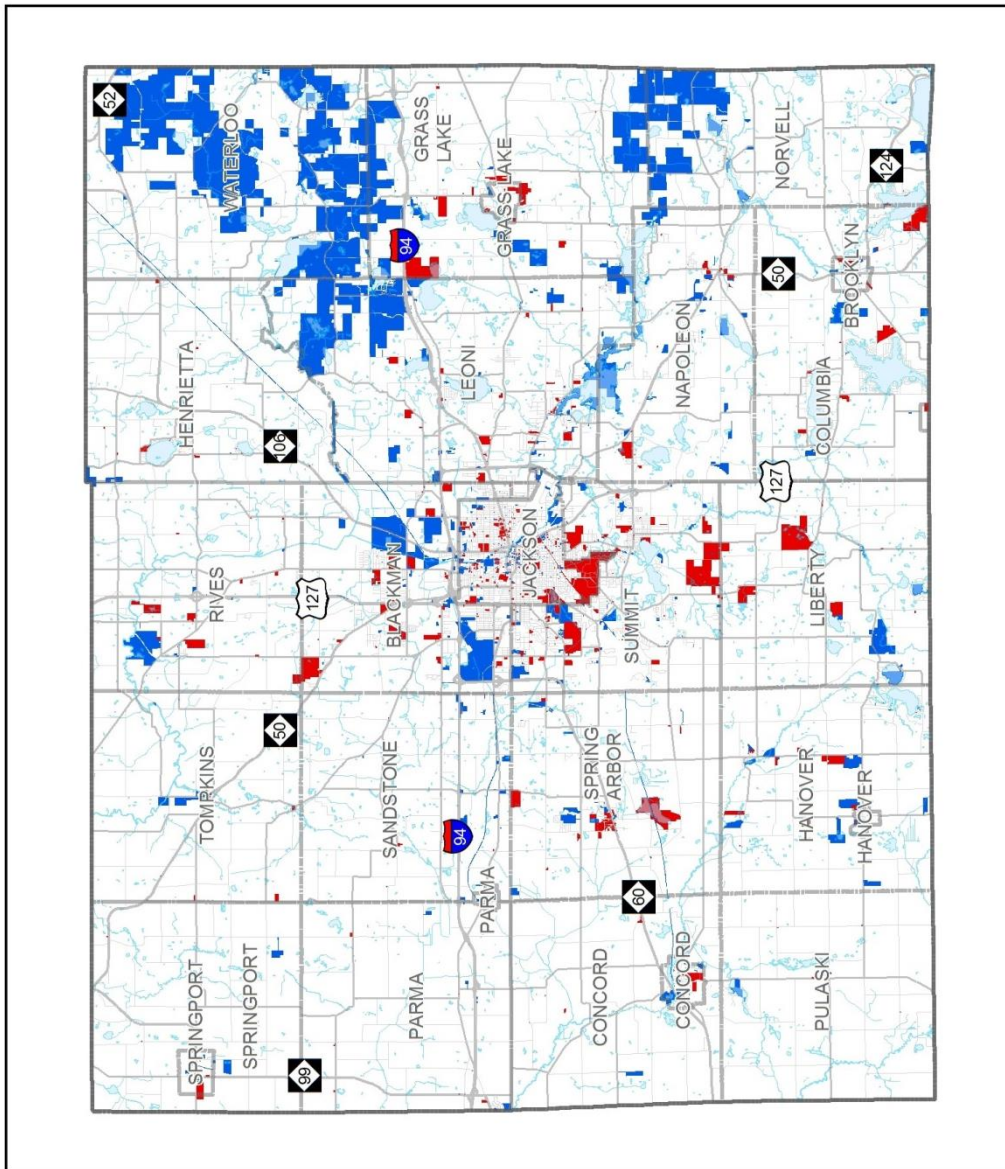 52
SPRINGPORT
TOMPKINS
RIVES
HENRIETTA
WATERLOO
SPRINGPORT
50
106
99
127
PARMA
SANDSTONE
BLACKMAN
94
GRASS
LAKE
94
LEONI
PARMA
GRASS LAKE
JACKSON
CONCORD
SPRING
ARBOR
SUMMIT
60
CONCORD
NAPOLEON
127
50
NORVELL
PULASKI
HANOVER
LIBERTY
COLUMBIA
BROOKLYN
HANOVER
124